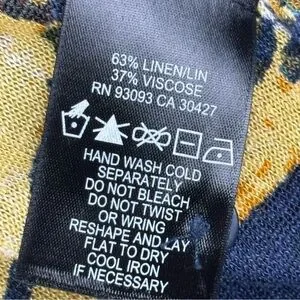 63% LINEN/LIN
37% VISCOSE
RN 93093 CA 30427
HAND WASH COLD
SEPARATELY
DO NOT BLEACH
DO NOT TWIST
OR WRING
RESHAPE AND LAY
FLAT TO DRY
COOL IRON
IF NECESSARY